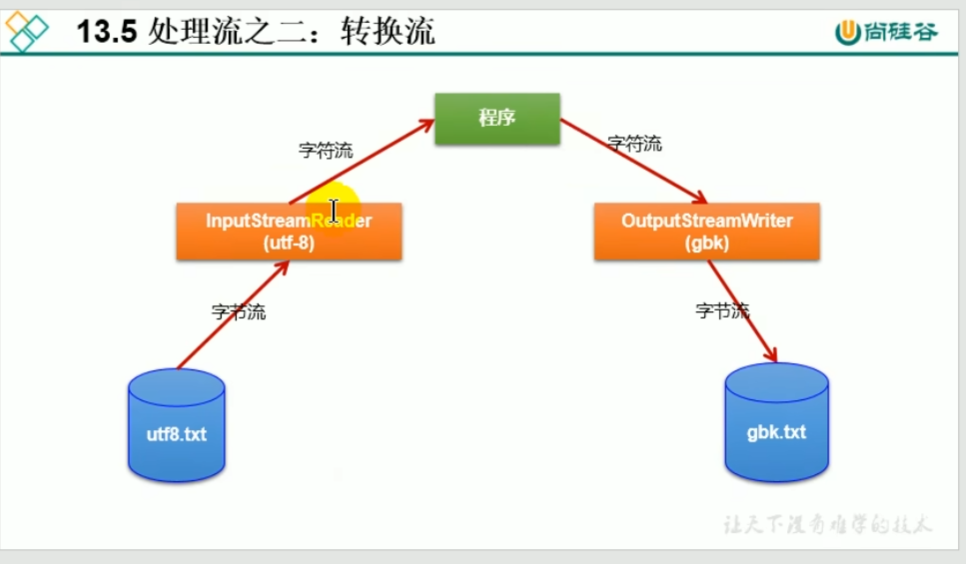 13.5 处理流之二：转换流
尚硅谷
程序
字符流
字符流
InputStreamReader
(utf-8)
OutputStreamWriter
(gbk)
字节流
字节流
utf8.txt
gbk.txt
让天下没有难学的技术